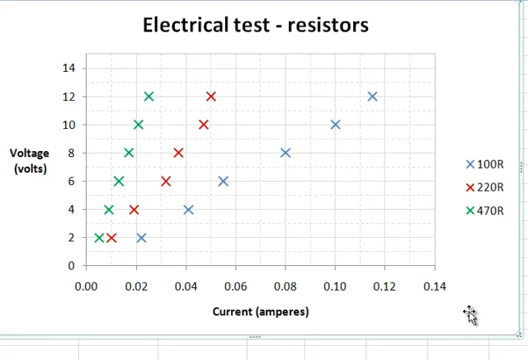 Electrical test - resistors
14
12
10
8
6
4
2
0
Voltage
(volts)
0.00 0.02 0.04 0.06 0.08 0.10 0.12 0.14
Current (amperes)
100R
220R
470R